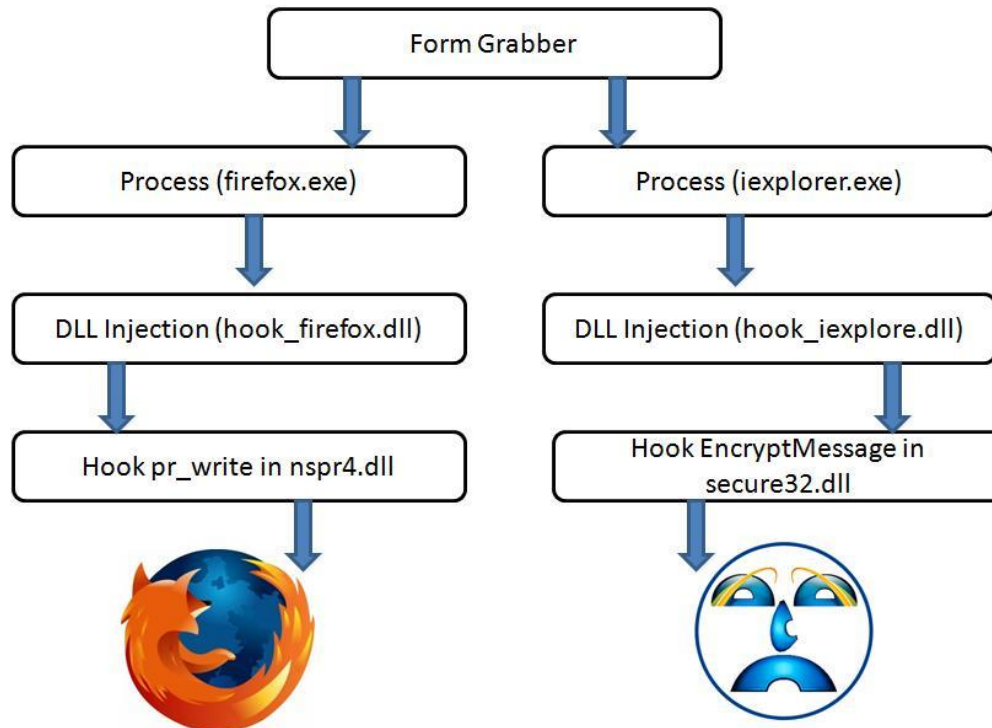 Form Grabber
Process (firefox.exe)
Process (iexplorer.exe)
DLL Injection (hook_firefox.dll)
DLL Injection (hook_iexplore.dll)
Hook pr_write in nspr4.dll
Hook EncryptMessage in
secure32.dll